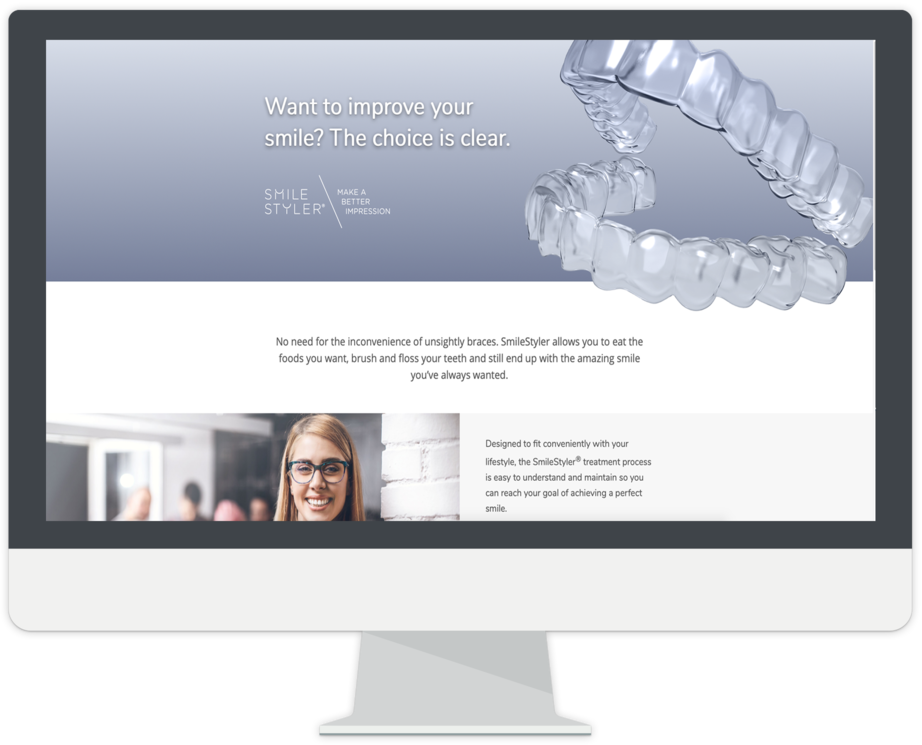 Want to improve your
smile? The choice is clear.
SMILE
STYLER®
MAKE A
BETTER
IMPRESSION
No need for the inconvenience of unsightly braces. SmileStyler allows you to eat the
foods you want, brush and floss your teeth and still end up with the amazing smile
you’ve always wanted.
Designed to fit conveniently with your
lifestyle, the SmileStyler® treatment process
is easy to understand and maintain so you
can reach your goal of achieving a perfect
smile.